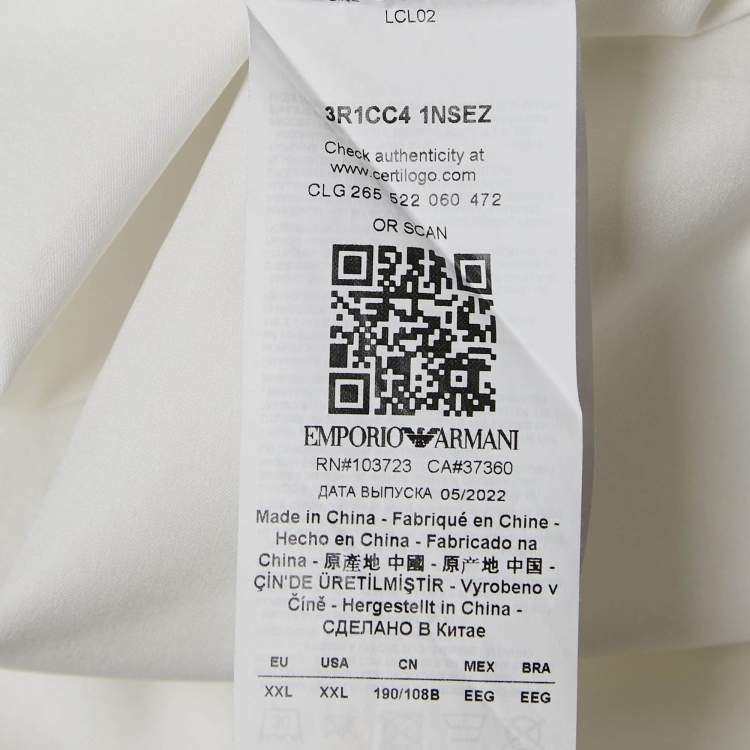 LCL02
3R1CC4 1NSEZ
Check authenticity at
www.certilogo.com
CLG 265 522 060 472
OR SCAN
EMPORIO ARMANI
RN#103723 CA#37360
ДАТА ВЫПУСКА 05/2022
Made in China - Fabriqué en Chine -
Hecho en China - Fabricado na
China - 原產地 中國 - 原产地 中国 -
ÇİN'DE ÜRETİLMİŞTİR - Vyrobeno v
Číně - Hergestellt in China -
СДЕЛАНО В Китае
EU USA CN MEX BRA
XXL XXL 190/108B EEG EEG